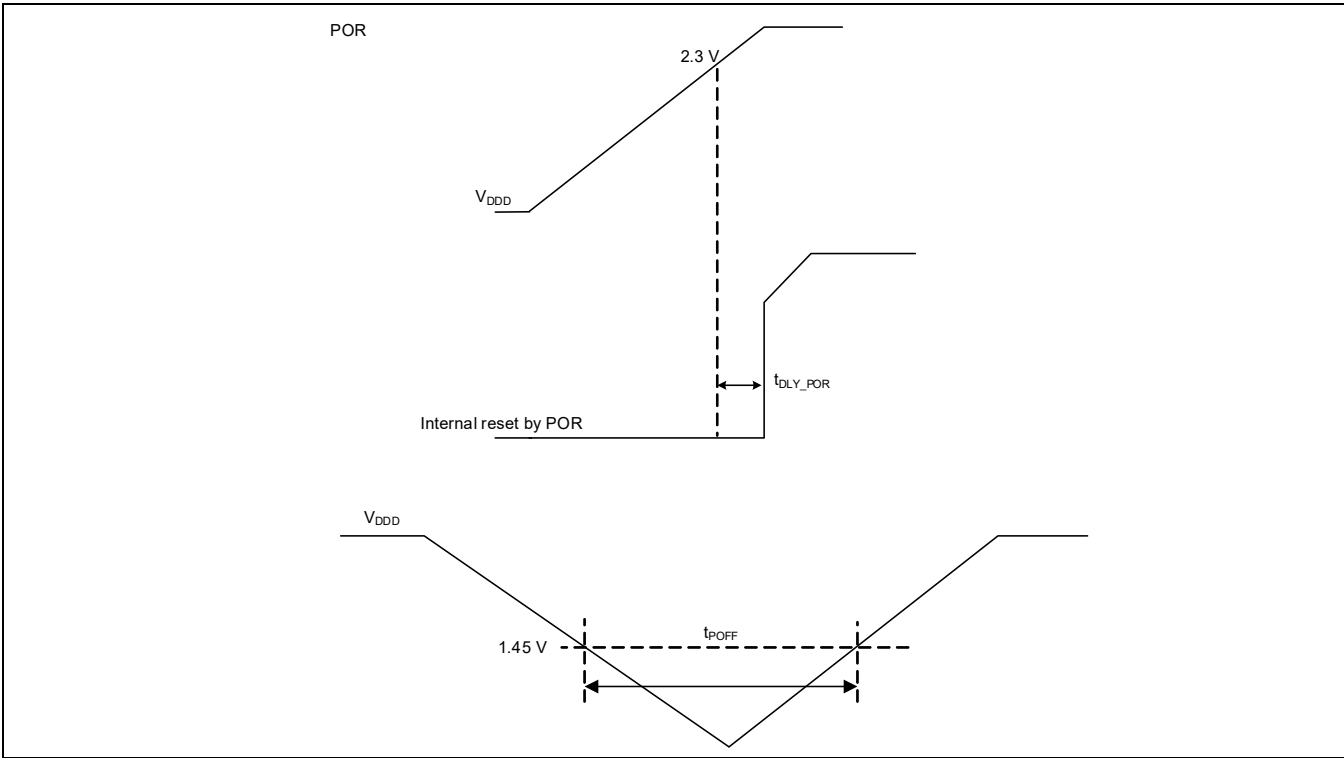 POR
2.3 V
VDDD
tDLY_POR
Internal reset by POR
VDDD
tPOFF
1.45 V